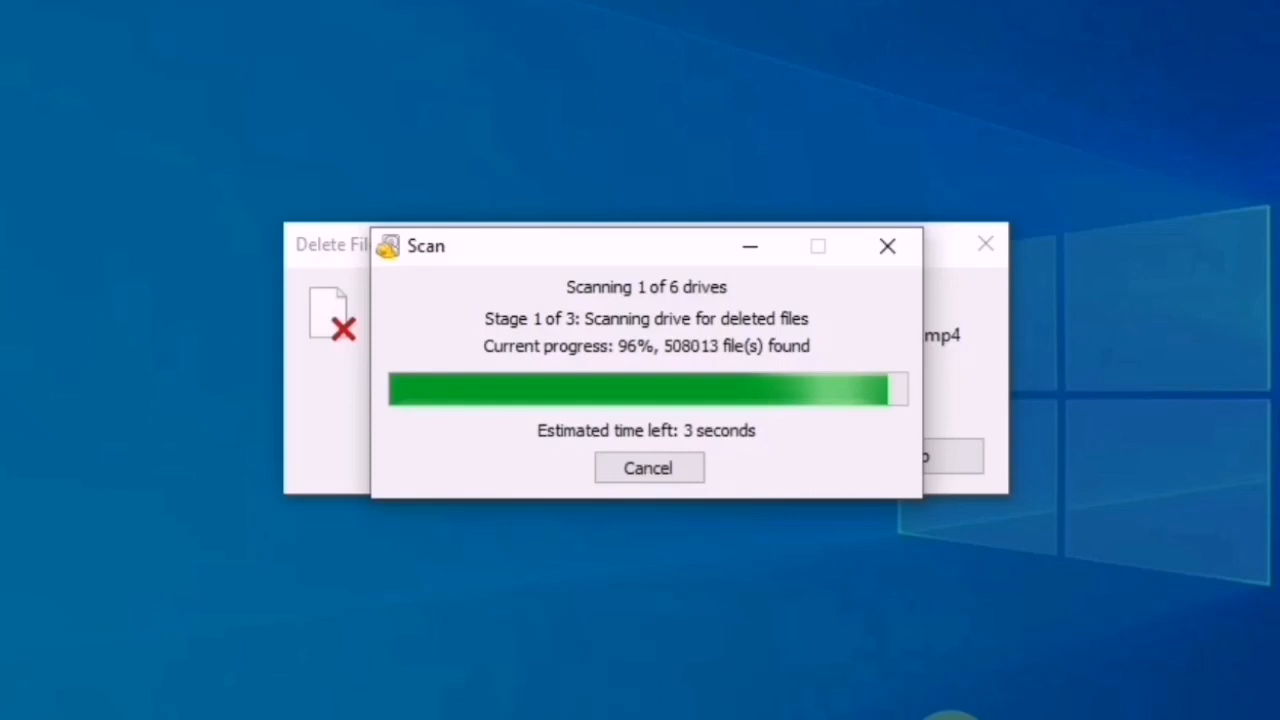 Delete Fil
Scan
Scanning 1 of 6 drives
Stage 1 of 3: Scanning drive for deleted files
mp4
Current progress: 96%, 508013 file(s) found
Estimated time left: 3 seconds
Cancel